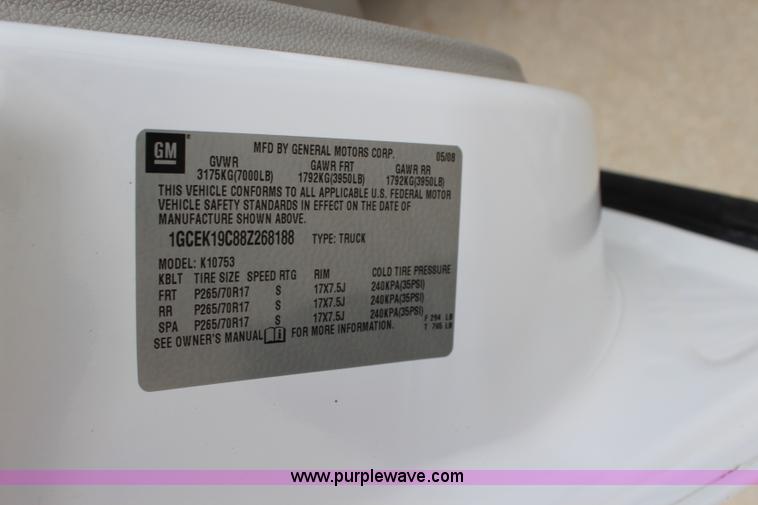 GM
MFD BY GENERAL MOTORS CORP. 05/08
GVWR GAWR FRT GAWR RR
3175KG(7000LB) 1792KG(3950LB) 1792KG(3950LB)
THIS VEHICLE CONFORMS TO ALL APPLICABLE U.S. FEDERAL MOTOR
VEHICLE SAFETY STANDARDS IN EFFECT ON THE DATE OF
MANUFACTURE SHOWN ABOVE.
1GCEK19C88Z268188 TYPE: TRUCK
MODEL: K10753
KBLT TIRE SIZE SPEED RTG RIM COLD TIRE PRESSURE
FRT P265/70R17 S 17X7.5J 240KPA(35PSI)
RR P265/70R17 S 17X7.5J 240KPA(35PSI)
SPA P265/70R17 S 17X7.5J 240KPA(35PSI)
F 294 LB
T 765 LB
SEE OWNER'S MANUAL i FOR MORE INFORMATION.
www.purplewave.com